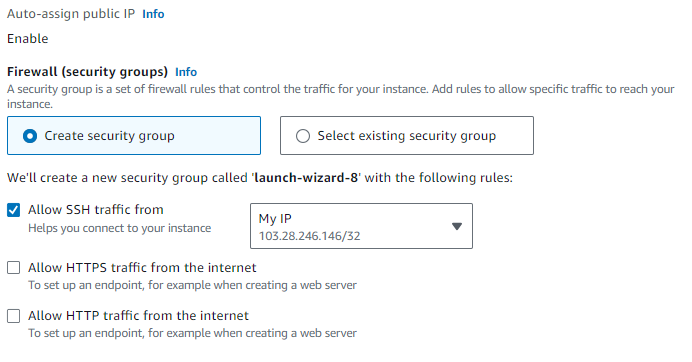 Auto-assign public IP Info
Enable
Firewall (security groups) Info
A security group is a set of firewall rules that control the traffic for your instance. Add rules to allow specific traffic to reach your
instance.
Create security group
Select existing security group
We'll create a new security group called 'launch-wizard-8' with the following rules:
Allow SSH traffic from
Helps you connect to your instance
My IP
103.28.246.146/32
Allow HTTPS traffic from the internet
To set up an endpoint, for example when creating a web server
Allow HTTP traffic from the internet
To set up an endpoint, for example when creating a web server